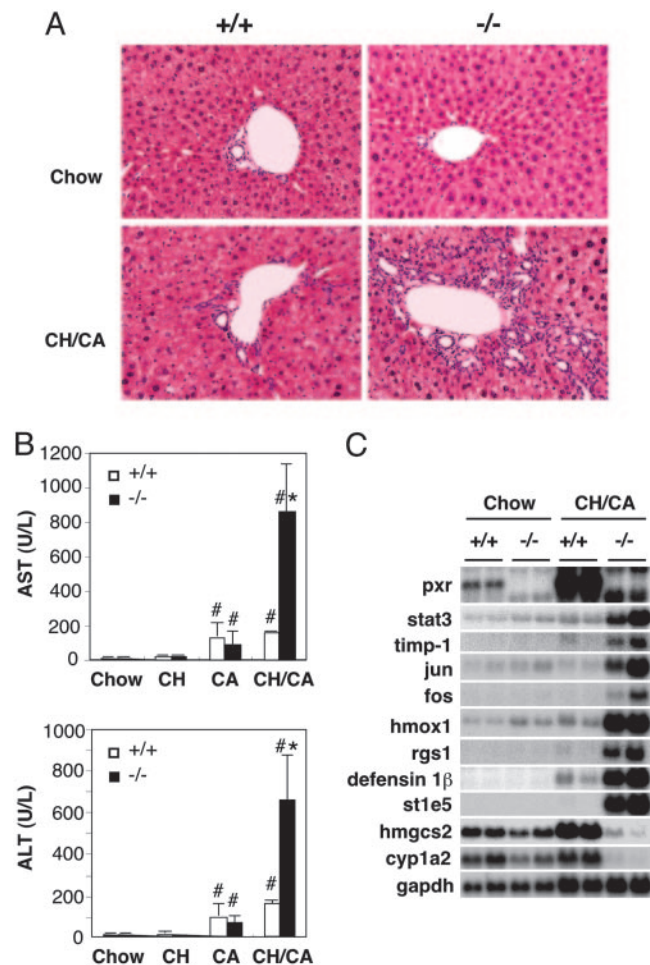 A
+/+ -/-
Chow
CH/CA
B
1200
1000
800
600
400
200
0
AST (U/L)
+/+
-/-
# # # #*
Chow CH CA CH/CA
1000
800
600
400
200
0
ALT (U/L)
+/+
-/-
# # # #*
Chow CH CA CH/CA
C
Chow CH/CA
+/+ -/- +/+ -/-
pxr
stat3
timp-1
jun
fos
hmox1
rgs1
defensin 1β
st1e5
hmgcs2
cyp1a2
gapdh